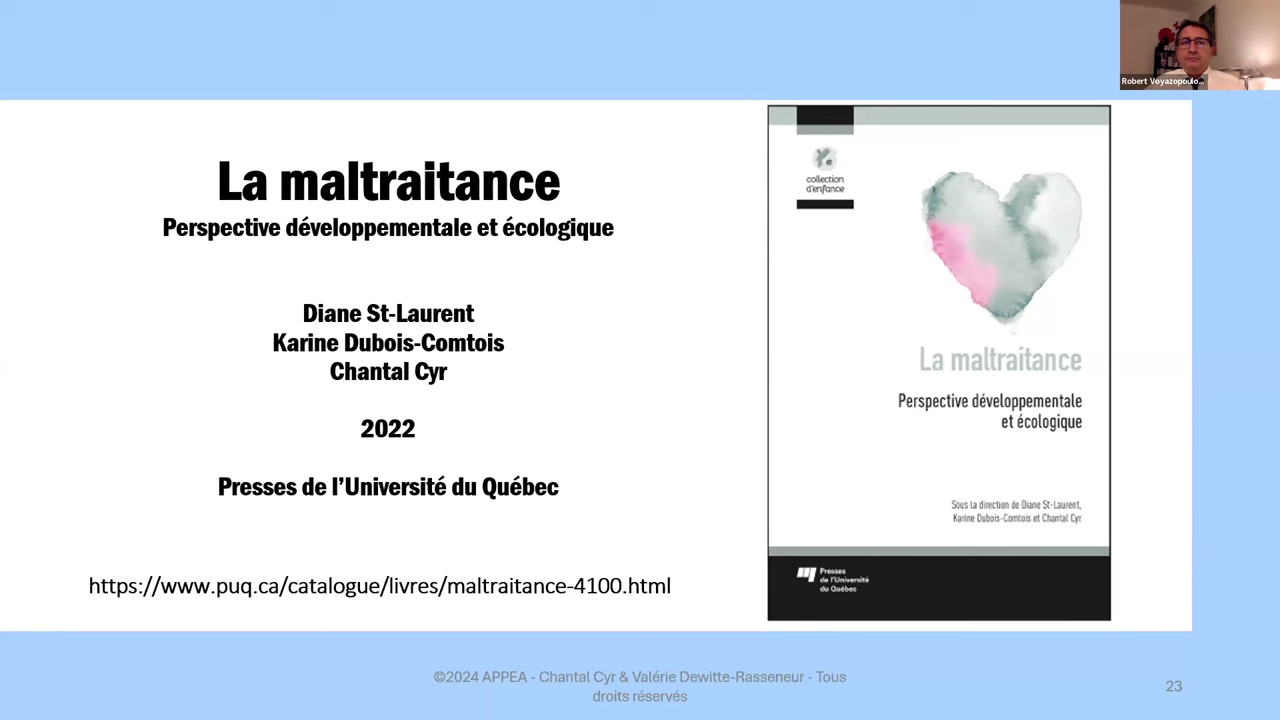 Robert Voyazopoulo...
La maltraitance
Perspective développementale et écologique
Diane St-Laurent
Karine Dubois-Comtois
Chantal Cyr
2022
Presses de l’Université du Québec
https://www.puq.ca/catalogue/livres/maltraitance-4100.html
collection
d'enfance
La maltraitance
Perspective développementale
et écologique
Sous la direction de Diane St-Laurent,
Karine Dubois-Comtois et Chantal Cyr
Presses
de l'Université
du Québec
©2024 APPEA - Chantal Cyr & Valérie Dewitte-Rasseneur - Tous
droits réservés
23